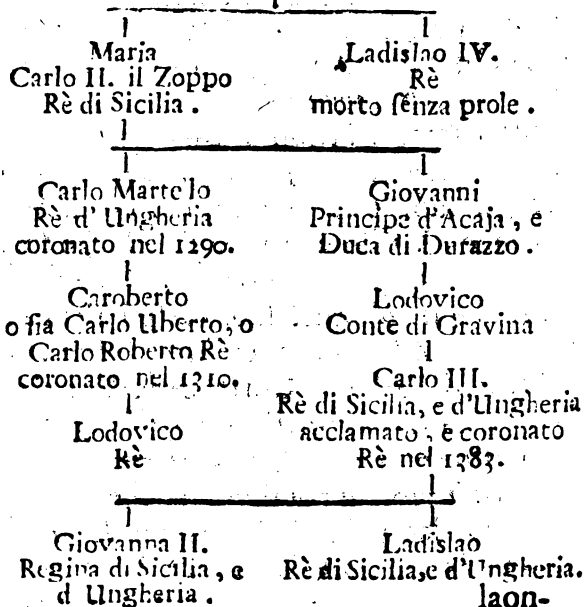 Maria
Carlo II. il Zoppo
Rè di Sicilia .
Ladislao IV.
Rè
morto senza prole .
Carlo Martello
Rè d' Ungheria
coronato nel 1290.
Giovanni
Principe d'Acaja , e
Duca di Durazzo .
Caroberto
o sia Carlo Uberto, o
Carlo Roberto Rè
coronato nel 1310.
Lodovico
Conte di Gravina
Lodovico
Rè
Carlo III.
Rè di Sicilia, e d'Ungheria
acclamato , e coronato
Rè nel 1383.
Giovanna II.
Regina di Sicilia , e
d Ungheria .
Ladislao
Rè di Sicilia, e d'Ungheria.
laon-